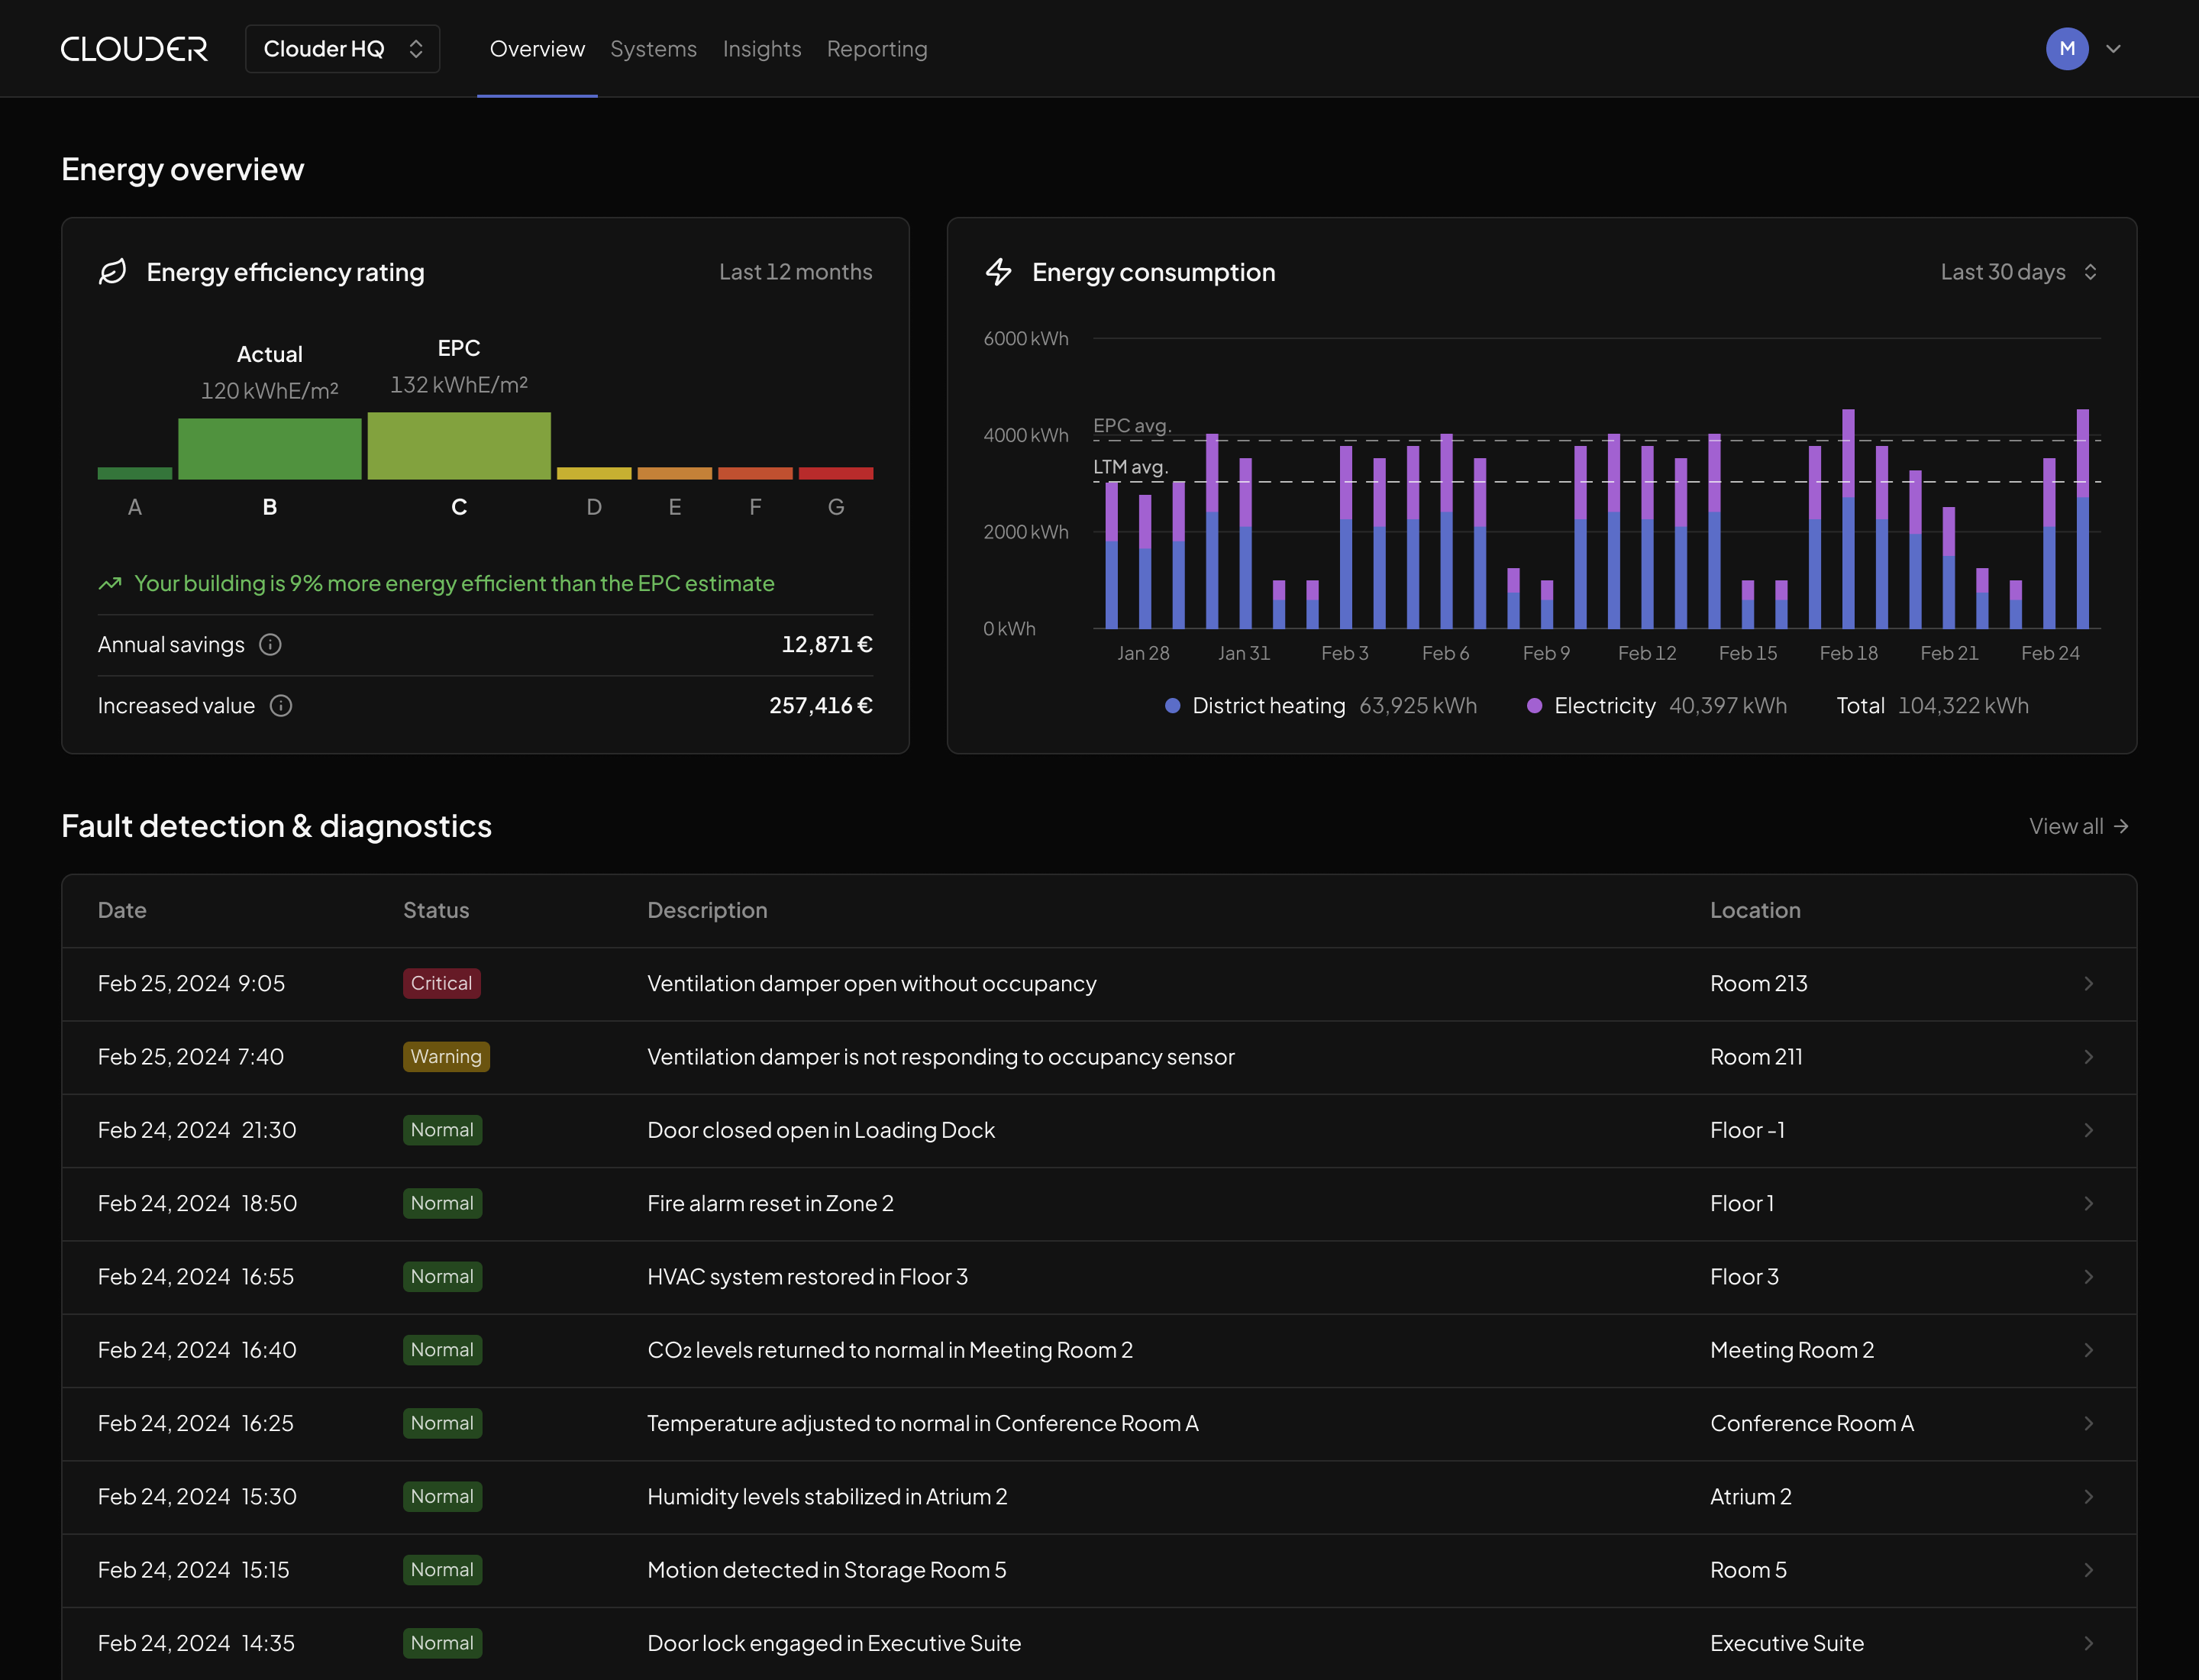 CLOUDER Clouder HQ Overview Systems Insights Reporting M
Energy overview
Energy efficiency rating Last 12 months
Actual
120 kWhE/m²
EPC
132 kWhE/m²
A B C D E F G
Your building is 9% more energy efficient than the EPC estimate
Annual savings 12,871 €
Increased value 257,416 €
Energy consumption Last 30 days
6000 kWh
EPC avg.
4000 kWh
LTM avg.
2000 kWh
0 kWh
Jan 28 Jan 31 Feb 3 Feb 6 Feb 9 Feb 12 Feb 15 Feb 18 Feb 21 Feb 24
District heating 63,925 kWh Electricity 40,397 kWh Total 104,322 kWh
Fault detection & diagnostics View all
Date Status Description Location
Feb 25, 2024 9:05 Critical Ventilation damper open without occupancy Room 213
Feb 25, 2024 7:40 Warning Ventilation damper is not responding to occupancy sensor Room 211
Feb 24, 2024 21:30 Normal Door closed open in Loading Dock Floor -1
Feb 24, 2024 18:50 Normal Fire alarm reset in Zone 2 Floor 1
Feb 24, 2024 16:55 Normal HVAC system restored in Floor 3 Floor 3
Feb 24, 2024 16:40 Normal CO₂ levels returned to normal in Meeting Room 2 Meeting Room 2
Feb 24, 2024 16:25 Normal Temperature adjusted to normal in Conference Room A Conference Room A
Feb 24, 2024 15:30 Normal Humidity levels stabilized in Atrium 2 Atrium 2
Feb 24, 2024 15:15 Normal Motion detected in Storage Room 5 Room 5
Feb 24, 2024 14:35 Normal Door lock engaged in Executive Suite Executive Suite